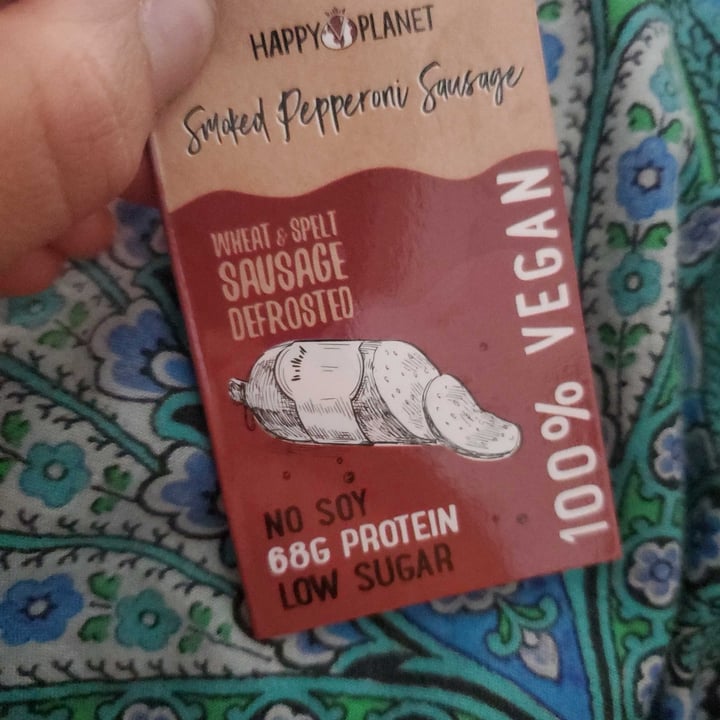 HAPPY PLANET
Smoked Pepperoni Sausage
WHEAT & SPELT
SAUSAGE
DEFROSTED
100% VEGAN
NO SOY
68G PROTEIN
LOW SUGAR